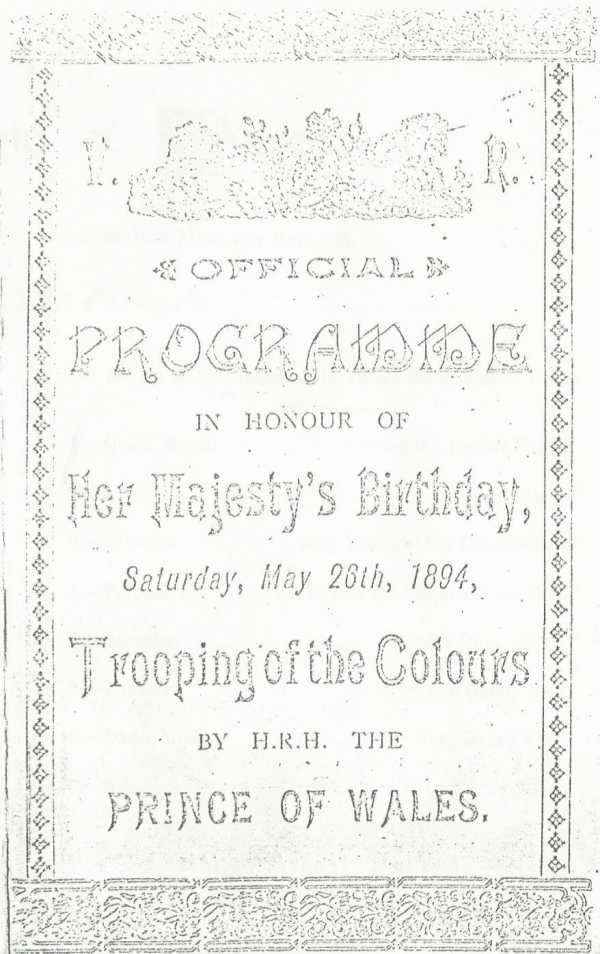 V. R.
OFFICIAL
PROGRAMME
IN HONOUR OF
Her Majesty's Birthday,
Saturday, May 26th, 1894,
Trooping of the Colours
BY H.R.H. THE
PRINCE OF WALES.